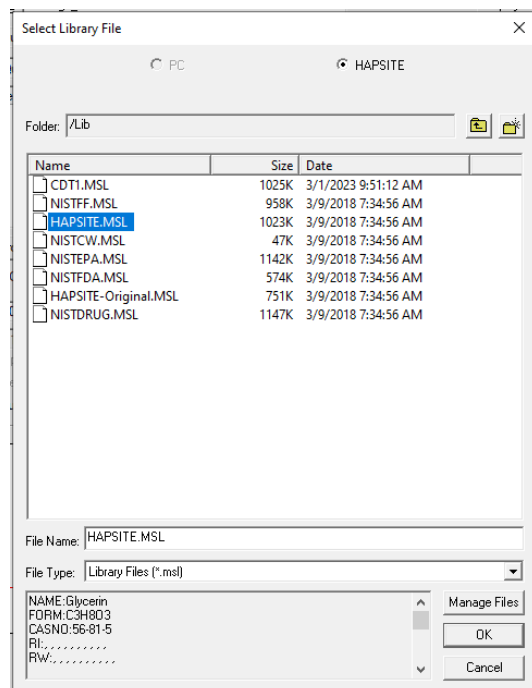 Select Library File
PC HAPSITE
Folder: /Lib
Name Size Date
CDT1.MSL 1025K 3/1/2023 9:51:12 AM
NISTFF.MSL 958K 3/9/2018 7:34:56 AM
HAPSITE.MSL 1023K 3/9/2018 7:34:56 AM
NISTCW.MSL 47K 3/9/2018 7:34:56 AM
NISTEPA.MSL 1142K 3/9/2018 7:34:56 AM
NISTFDA.MSL 574K 3/9/2018 7:34:56 AM
HAPSITE-Original.MSL 751K 3/9/2018 7:34:56 AM
NISTDRUG.MSL 1147K 3/9/2018 7:34:56 AM
File Name: HAPSITE.MSL
File Type: Library Files (*.msl)
NAME:Glycerin
FORM:C3H8O3
CASNO:56-81-5
RI:, , , , , , , , , ,
RW:, , , , , , , , , ,
Manage Files
OK
Cancel